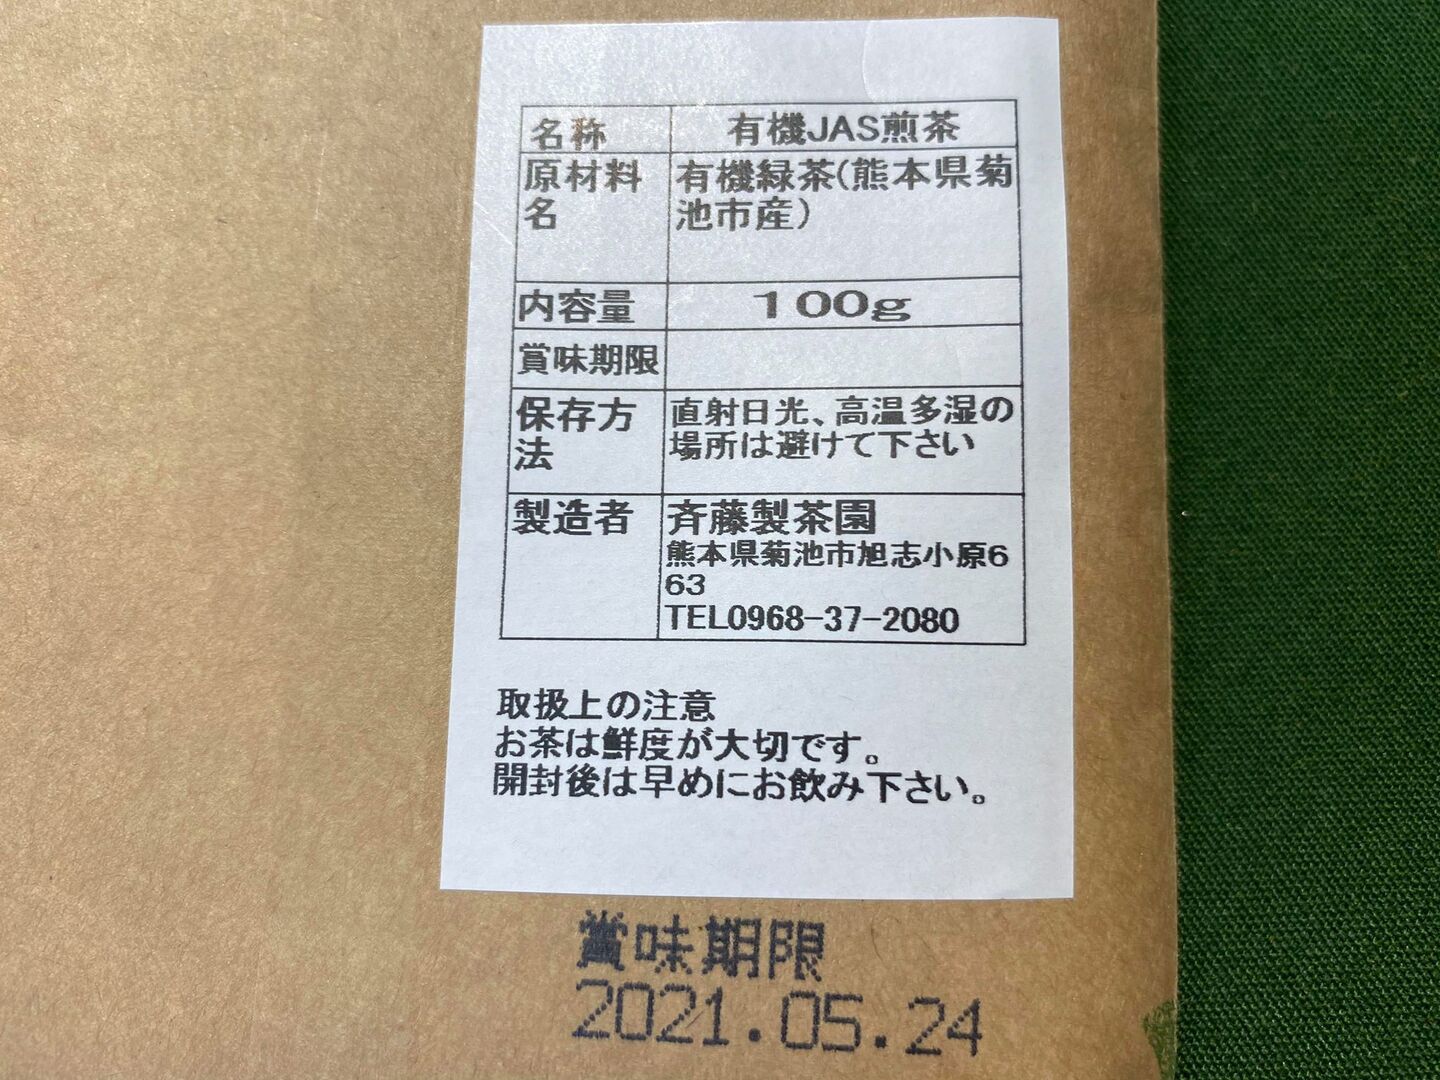 名称 有機JAS煎茶
原材料 有機緑茶(熊本県菊
名 池市産)
内容量 100g
賞味期限
保存方 直射日光、高温多湿の
法 場所は避けて下さい
製造者 斉藤製茶園
熊本県菊池市旭志小原6
63
TEL0968-37-2080
取扱上の注意
お茶は鮮度が大切です。
開封後は早めにお飲み下さい。
賞味期限
2021.05.24